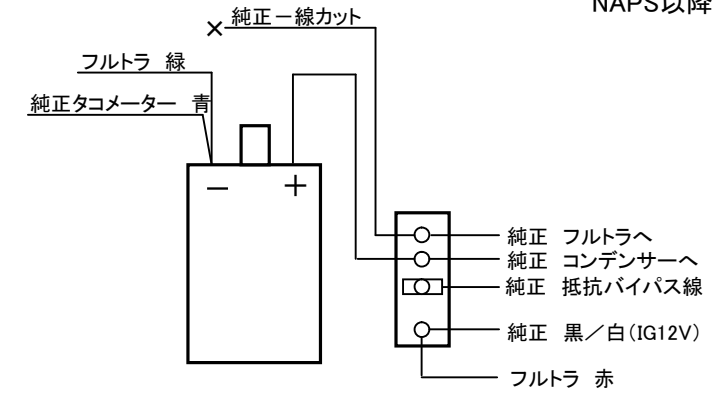 NAPS以降
×
純正－線カット
フルトラ 緑
純正タコメーター 青
－ ＋
純正 フルトラへ
純正 コンデンサーへ
純正 抵抗バイパス線
純正 黒／白(IG12V)
フルトラ 赤